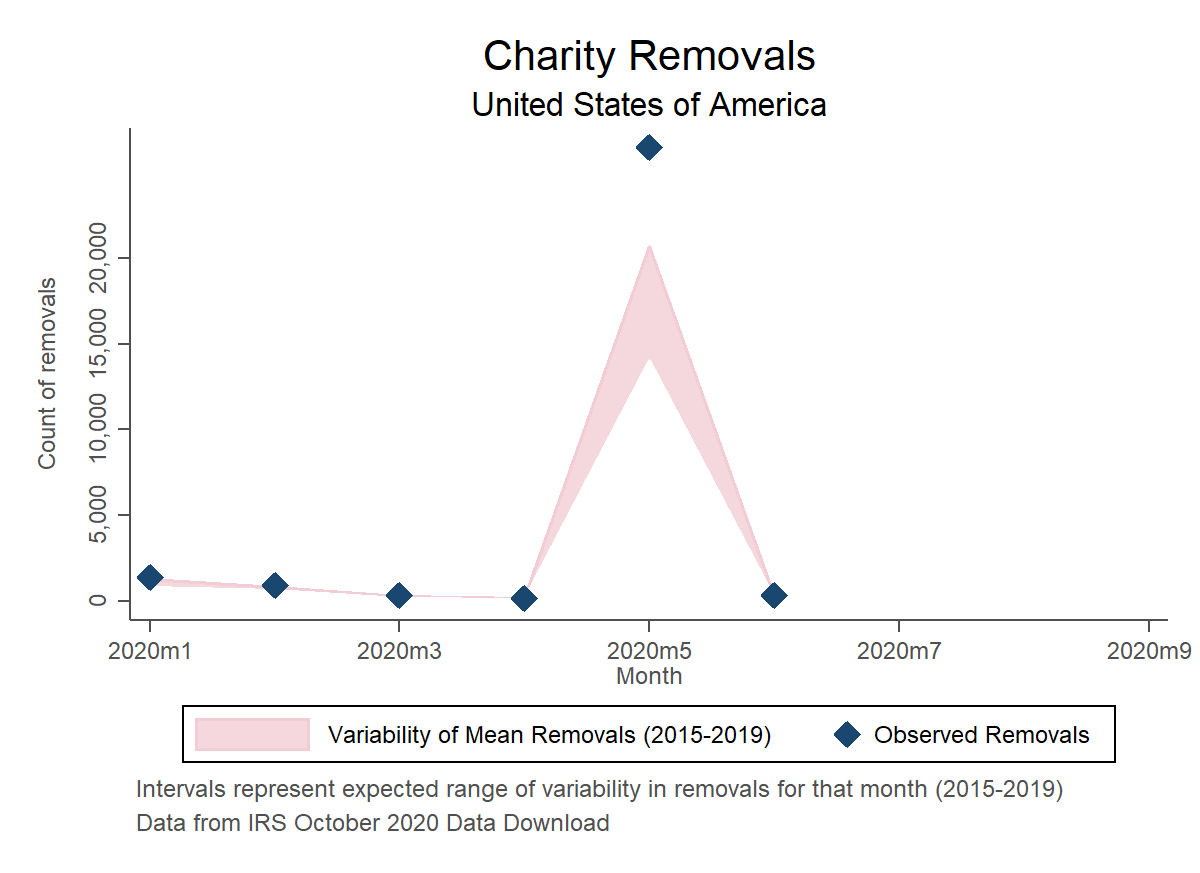 Charity Removals
United States of America
Count of removals
20,000
15,000
10,000
5,000
0
2020m1 2020m3 2020m5 2020m7 2020m9
Month
Variability of Mean Removals (2015-2019) Observed Removals
Intervals represent expected range of variability in removals for that month (2015-2019)
Data from IRS October 2020 Data Download